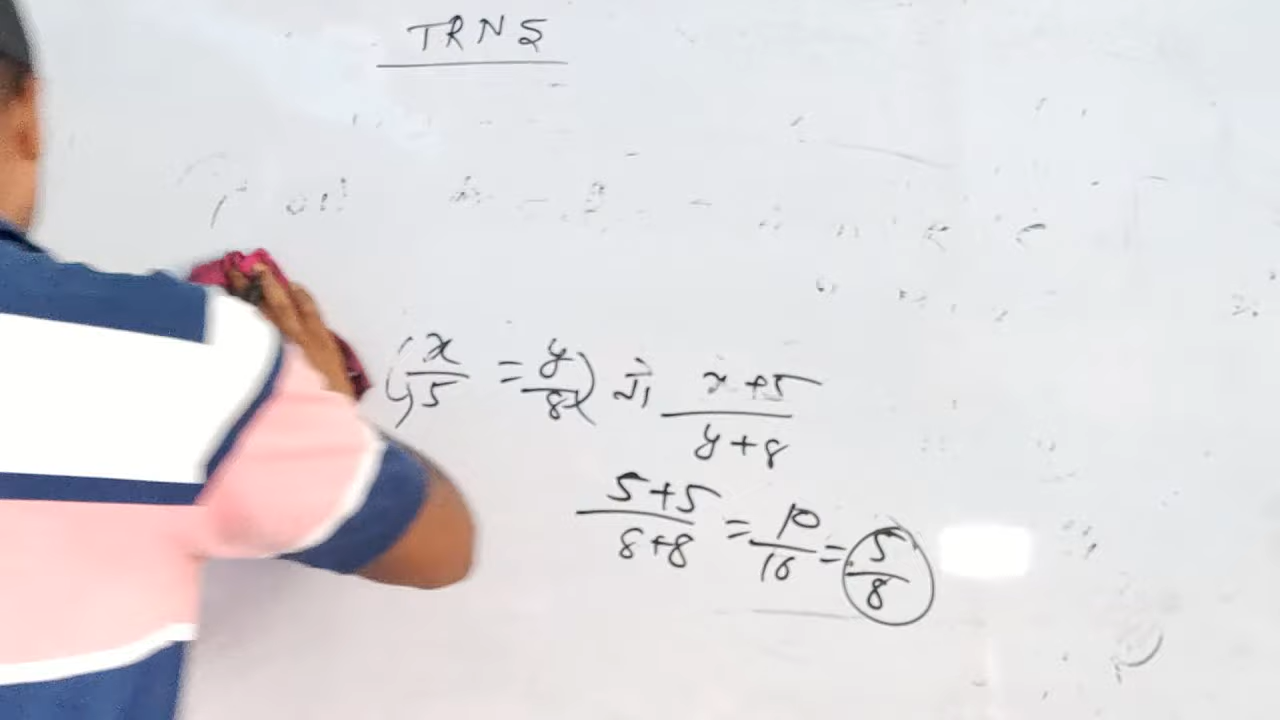 TRNS
(x/5 = y/8) तो (x+5)/(y+8)
(5+5)/(8+8) = 10/16 = 5/8